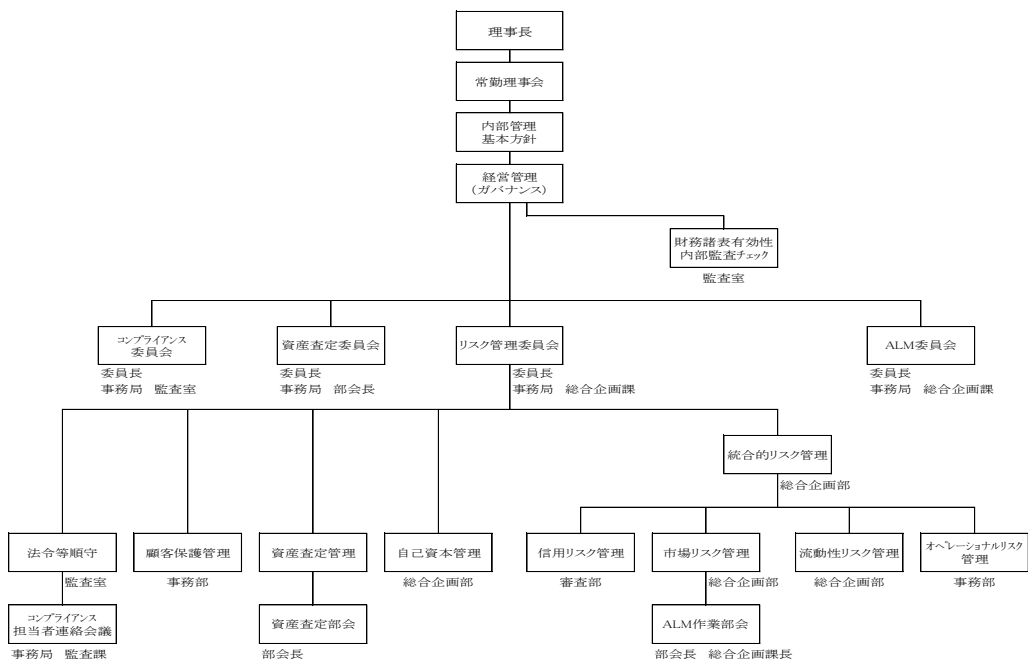 理事長
常勤理事会
内部管理
基本方針
経営管理
（ガバナンス）
財務諸表有効性
内部監査チェック
監査室
コンプライアンス
委員会
委員長
事務局　監査室
資産査定委員会
委員長
事務局　部会長
リスク管理委員会
委員長
事務局　総合企画課
ALM委員会
委員長
事務局　総合企画課
統合的リスク管理
総合企画部
法令等順守
監査室
顧客保護管理
事務部
資産査定管理
自己資本管理
総合企画部
信用リスク管理
審査部
市場リスク管理
総合企画部
流動性リスク管理
総合企画部
オペレーショナルリスク
管理
事務部
コンプライアンス
担当者連絡会議
事務局　監査課
資産査定部会
部会長
ALM作業部会
部会長　総合企画課長